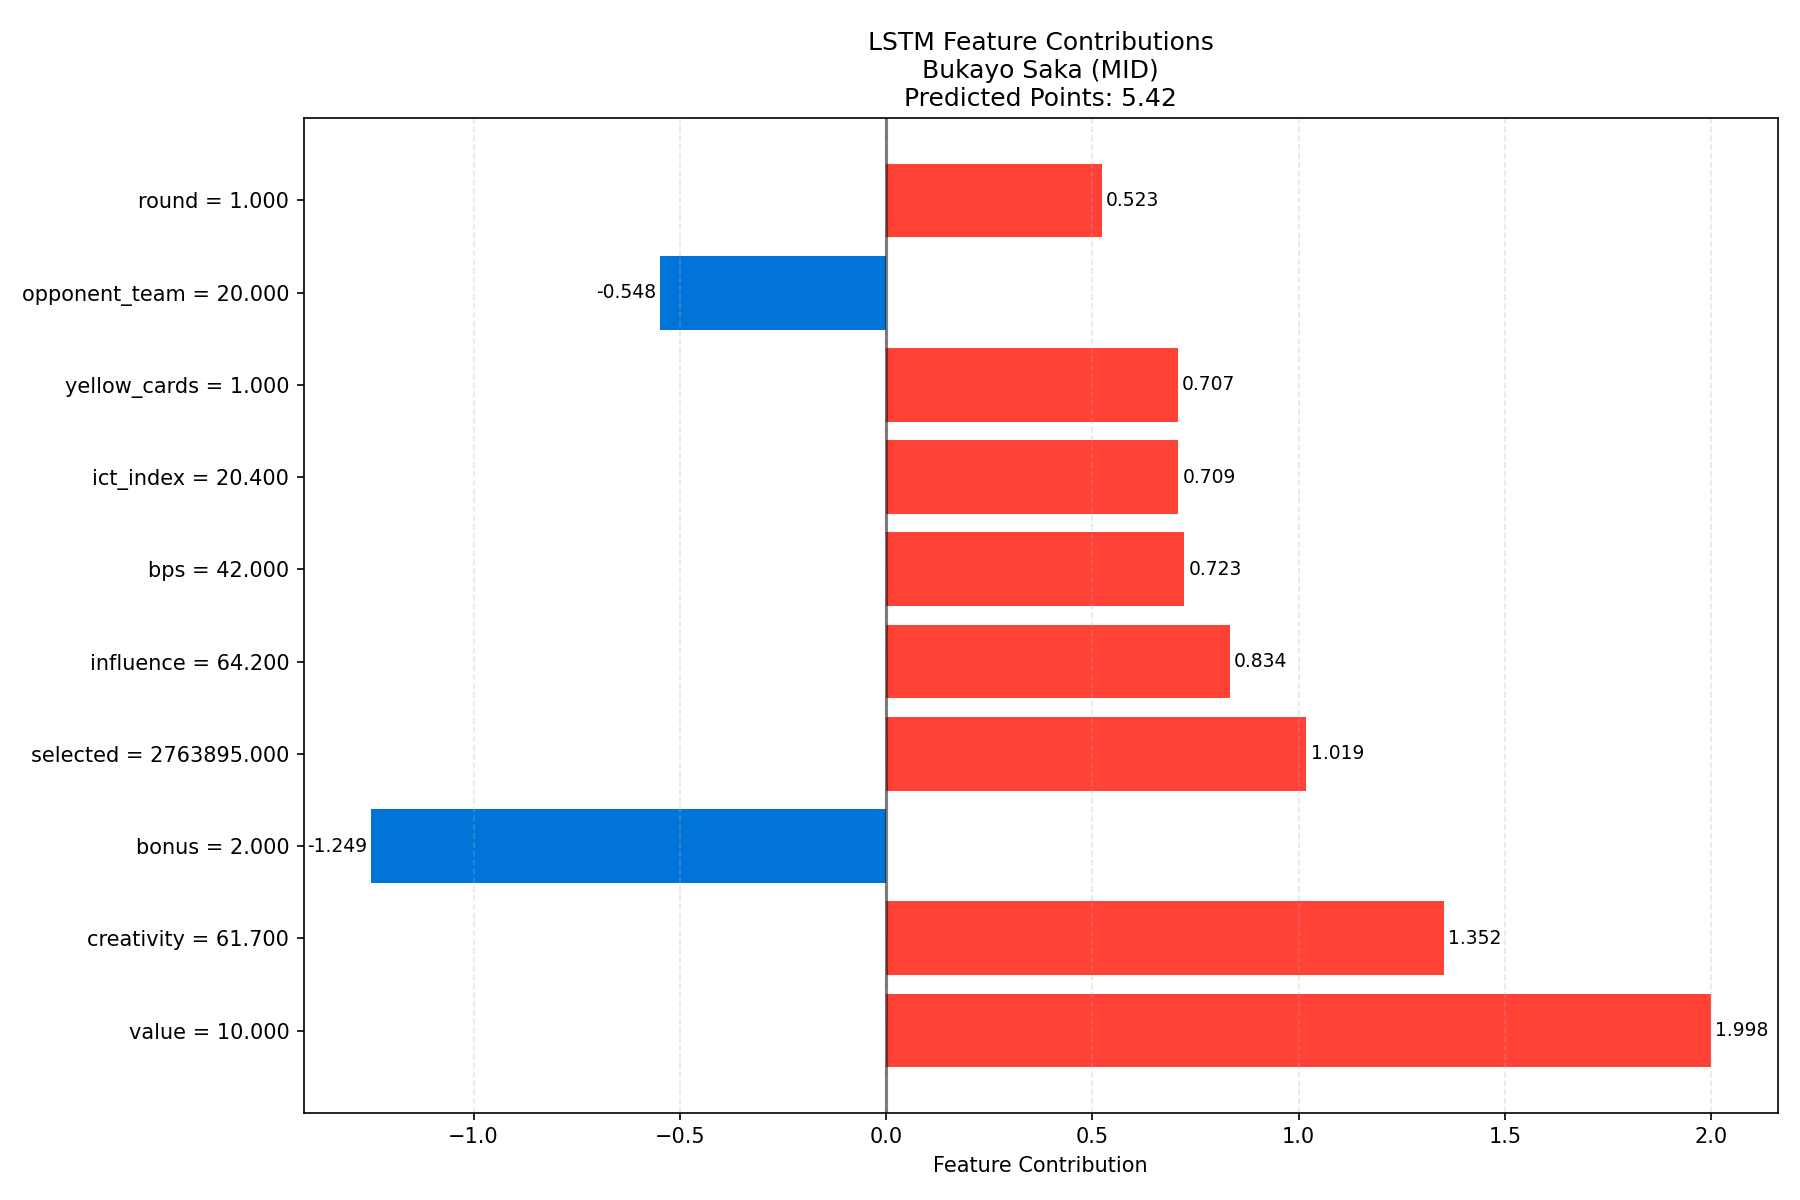 LSTM Feature Contributions
Bukayo Saka (MID)
Predicted Points: 5.42
round = 1.000
0.523
opponent_team = 20.000
-0.548
yellow_cards = 1.000
0.707
ict_index = 20.400
0.709
bps = 42.000
0.723
influence = 64.200
0.834
selected = 2763895.000
1.019
bonus = 2.000
-1.249
creativity = 61.700
1.352
value = 10.000
1.998
−1.0 −0.5 0.0 0.5 1.0 1.5 2.0
Feature Contribution